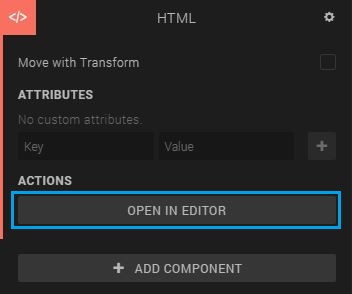 </> HTML
Move with Transform
ATTRIBUTES
No custom attributes.
Key Value +
ACTIONS
OPEN IN EDITOR
+ ADD COMPONENT